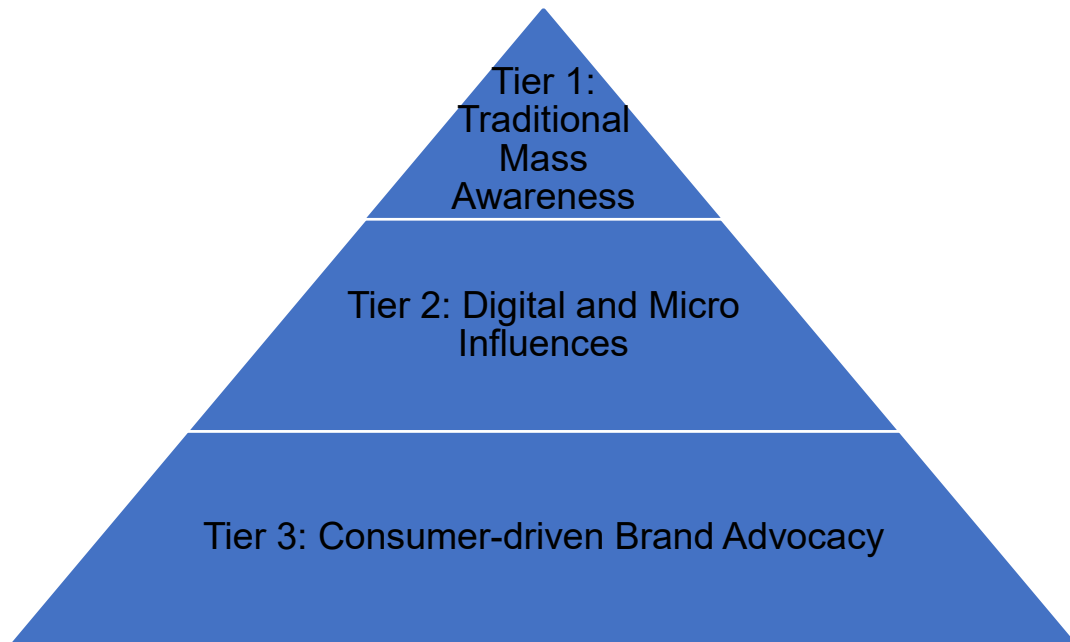 Tier 1:
Traditional
Mass
Awareness
Tier 2: Digital and Micro
Influences
Tier 3: Consumer-driven Brand Advocacy